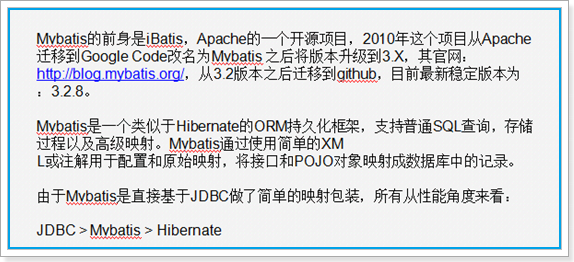 Mybatis的前身是iBatis，Apache的一个开源项目，2010年这个项目从Apache
迁移到Google Code改名为Mybatis 之后将版本升级到3.X，其官网：
http://blog.mybatis.org/，从3.2版本之后迁移到github，目前最新稳定版本为
：3.2.8。
Mybatis是一个类似于Hibernate的ORM持久化框架，支持普通SQL查询，存储
过程以及高级映射。Mybatis通过使用简单的XM
L或注解用于配置和原始映射，将接口和POJO对象映射成数据库中的记录。
由于Mybatis是直接基于JDBC做了简单的映射包装，所有从性能角度来看：
JDBC > Mybatis > Hibernate